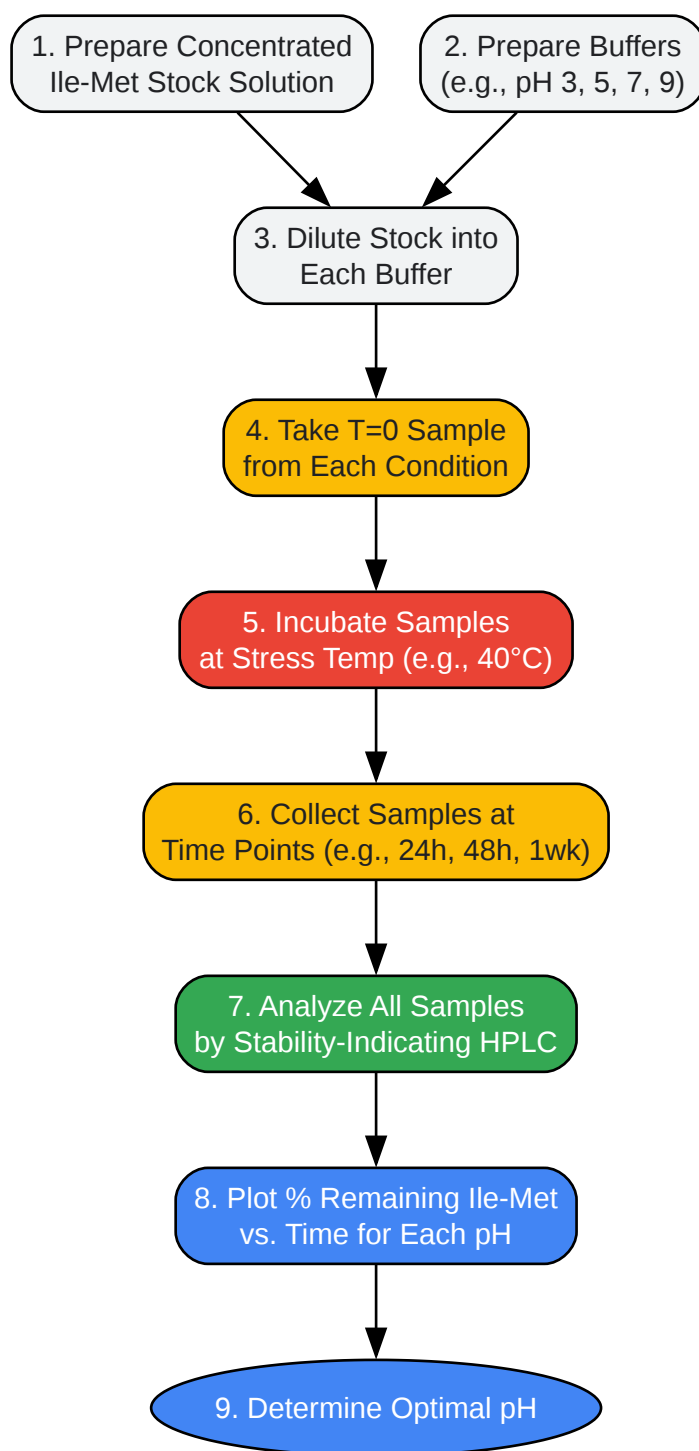 1. Prepare Concentrated
Ile-Met Stock Solution
2. Prepare Buffers
(e.g., pH 3, 5, 7, 9)
3. Dilute Stock into
Each Buffer
4. Take T=0 Sample
from Each Condition
5. Incubate Samples
at Stress Temp (e.g., 40°C)
6. Collect Samples at
Time Points (e.g., 24h, 48h, 1wk)
7. Analyze All Samples
by Stability-Indicating HPLC
8. Plot % Remaining Ile-Met
vs. Time for Each pH
9. Determine Optimal pH